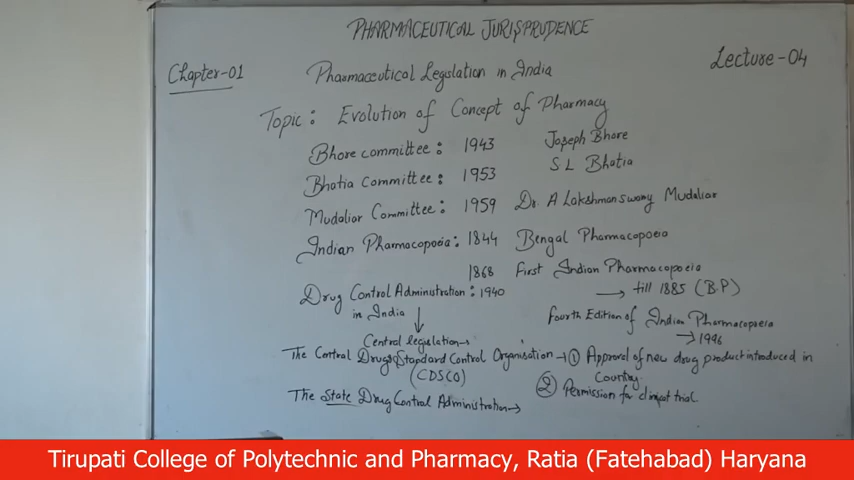 PHARMACEUTICAL JURISPRUDENCE
Chapter-01 Pharmaceutical Legislation in India Lecture-04
Topic: Evolution of Concept of Pharmacy
Bhore committee: 1943 Joseph Bhore
Bhatia Committee: 1953 S L Bhatia
Mudaliar Committee: 1959 Dr. A Lakshmanswamy Mudaliar
Indian Pharmacopoeia: 1844 Bengal Pharmacopoeia
1868 First Indian Pharmacopoeia
→ till 1885 (B.P)
Drug Control Administration: 1940
in India
Fourth Edition of Indian Pharmacopoeia
→ 1996
Central legislation→
The Central Drugs Standard Control Organisation → ① Approval of new drug product introduced in
Country
(CDSCO)
② Permission for trial
The State Drug Control Administration→
Tirupati College of Polytechnic and Pharmacy, Ratia (Fatehabad) Haryana